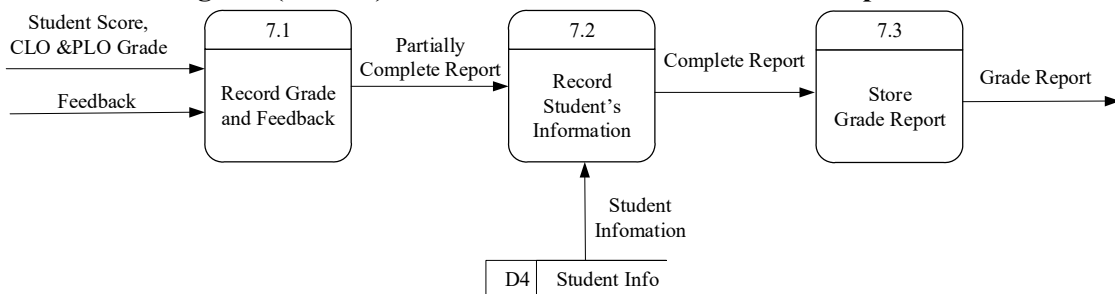 Student Score,
CLO &PLO Grade
Feedback
7.1
Record Grade
and Feedback
Partially
Complete Report
7.2
Record
Student’s
Information
Complete Report
7.3
Store
Grade Report
Grade Report
Student
Infomation
D4 Student Info